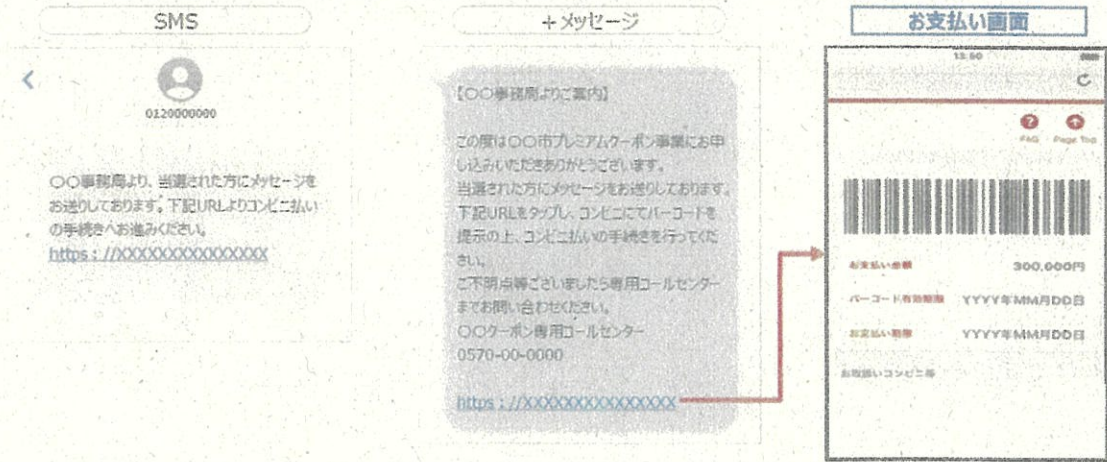 SMS
0120000000
〇〇事務局より、当選された方にメッセージを
お送りしております。下記URLよりコンビニ払い
の手続きへお進みください。
https://XXXXXXXXXXXXXXX
+メッセージ
【〇〇事務局よりご案内】
この度は〇〇市プレミアムクーポン事業にお申
し込みいただきありがとうございます。
当選された方にメッセージをお送りしております。
下記URLをタップし、コンビニにてバーコードを
提示の上、コンビニ払いの手続きを行ってくだ
さい。
ご不明点等ございましたら専用コールセンター
までお問い合わせください。
〇〇クーポン専用コールセンター
0570-00-0000
https://XXXXXXXXXXXXXXX
お支払い画面
13:50
FAQ Page Top
お支払い金額 300,000円
バーコード有効期限 YYYY年MM月DD日
お支払い期限 YYYY年MM月DD日
お取扱いコンビニ等